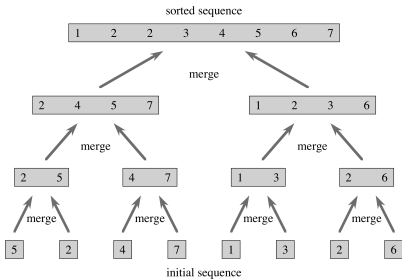 sorted sequence
1 2 2 3 4 5 6 7
merge
2 4 5 7
1 2 3 6
merge
merge
2 5
4 7
1 3
2 6
merge
merge
merge
merge
5
2
4
7
1
3
2
6
initial sequence